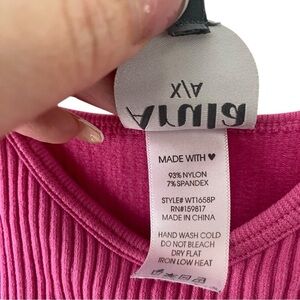 X/A
MADE WITH ♥
93% NYLON
7% SPANDEX
STYLE# WT1658P
RN#159817
MADE IN CHINA
HAND WASH COLD
DO NOT BLEACH
DRY FLAT
IRON LOW HEAT